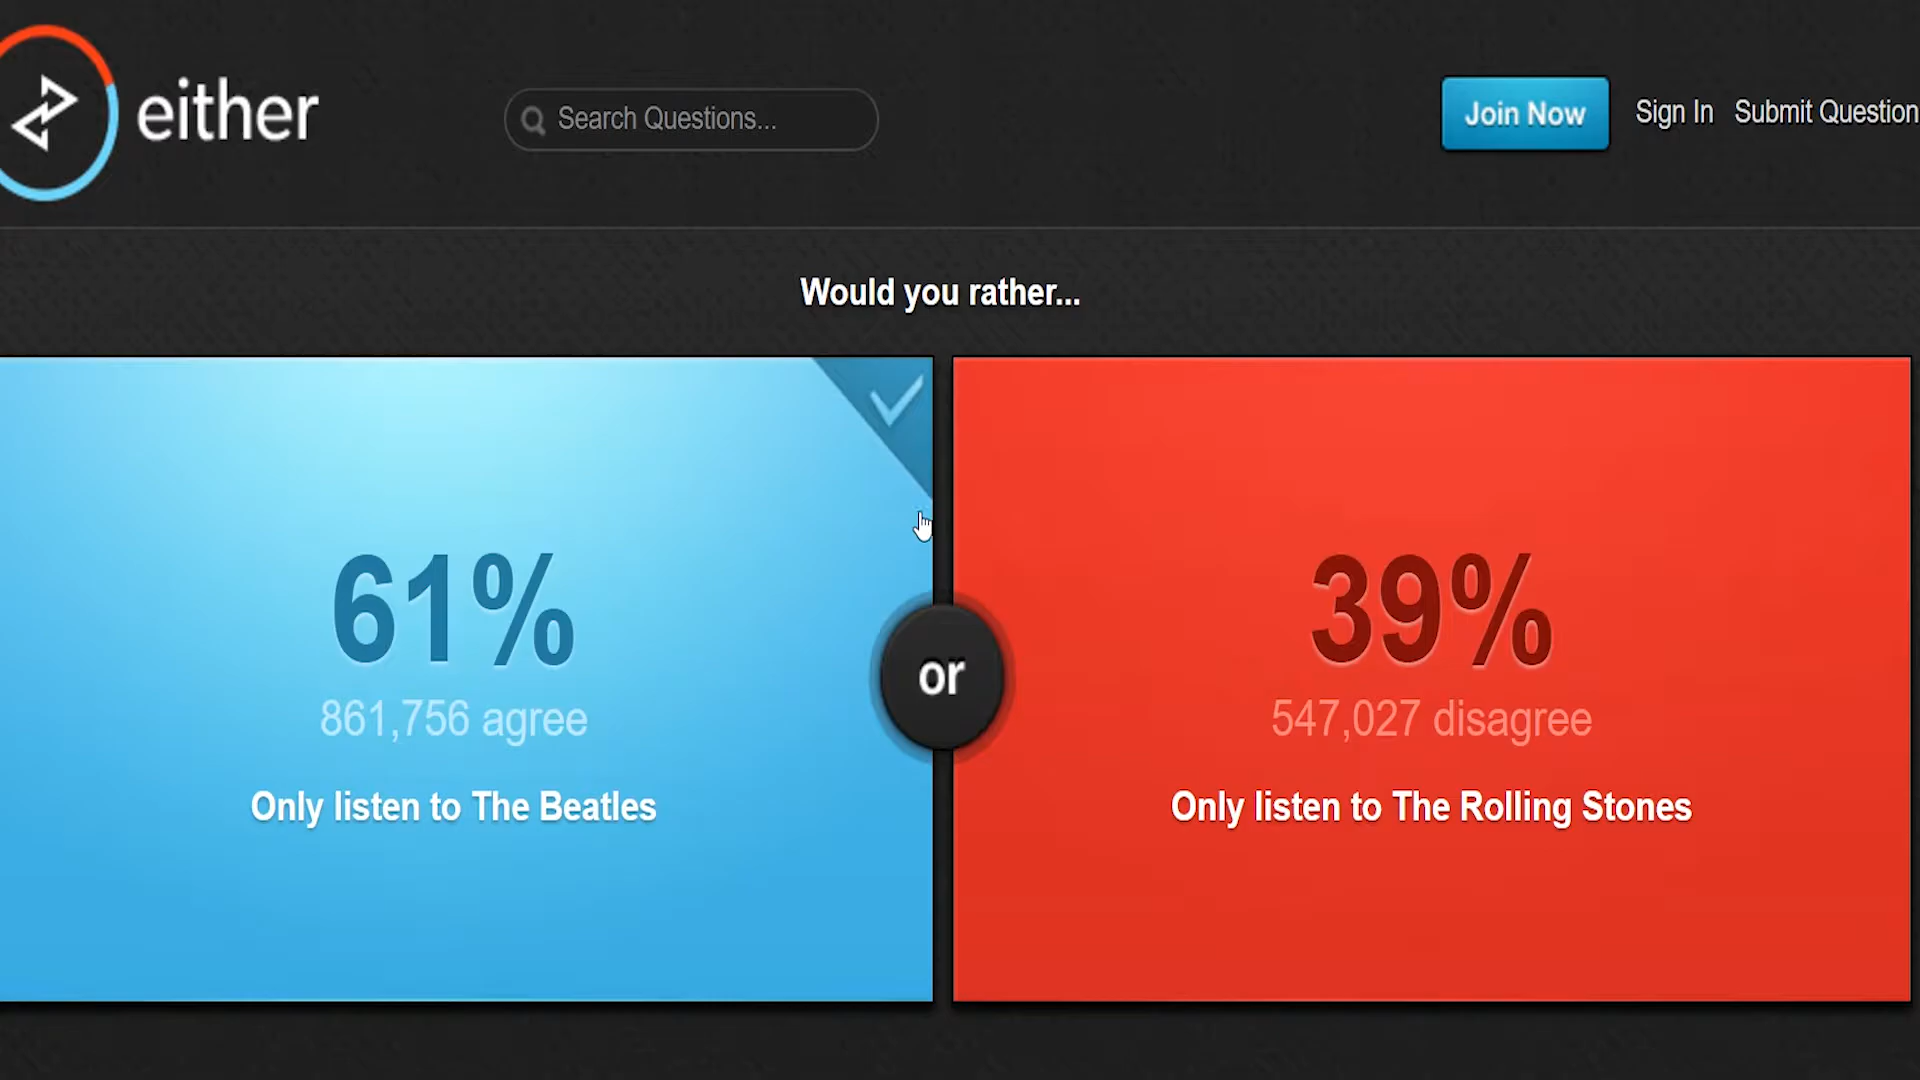 either
Search Questions...
Join Now
Sign In
Submit Question
Would you rather...
61%
861,756 agree
Only listen to The Beatles
or
39%
547,027 disagree
Only listen to The Rolling Stones